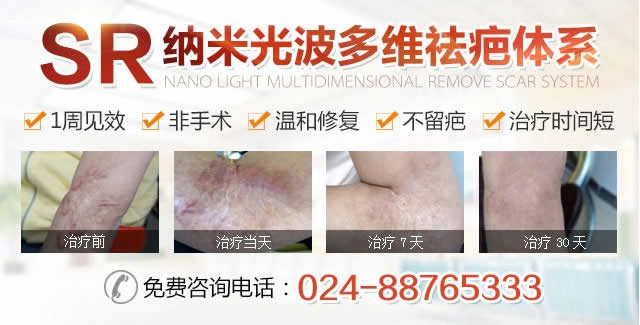 SR纳米光波多维祛疤体系
NANO LIGHT MULTIDIMENSIONAL REMOVE SCAR SYSTEM
1周见效 非手术 温和修复 不留疤 治疗时间短
治疗前 治疗当天 治疗7天 治疗30天
免费咨询电话：024-88765333